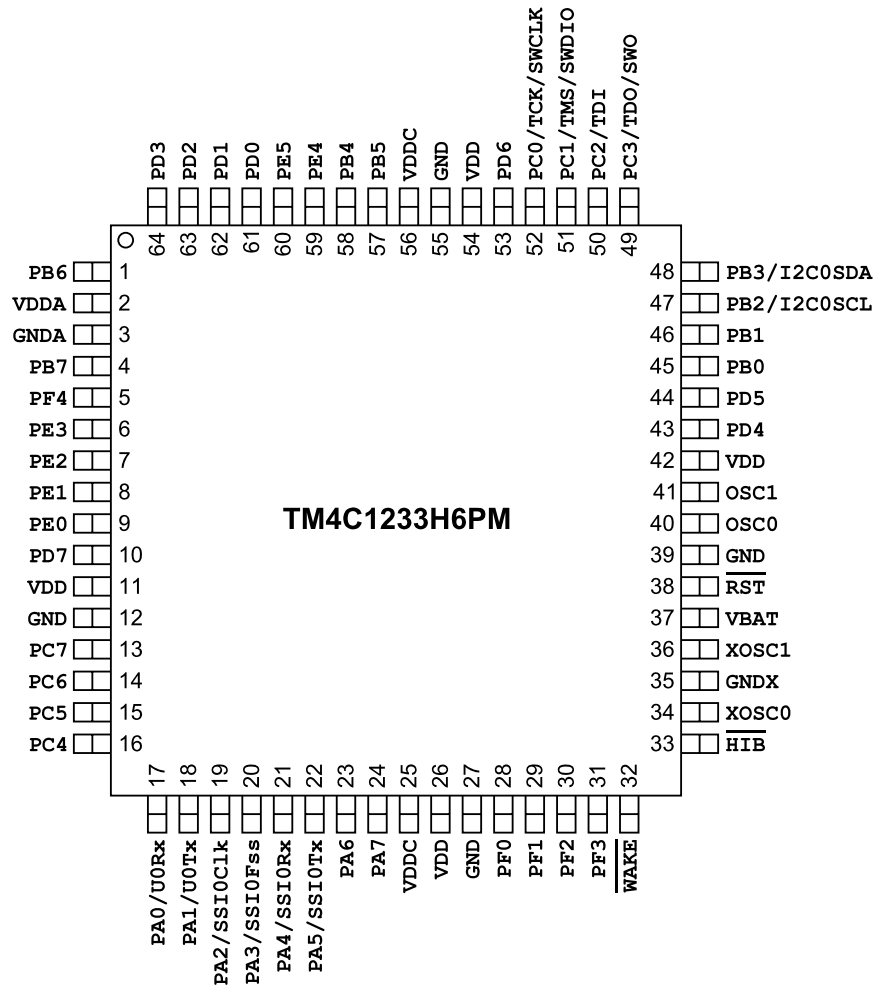 PD3
PD2
PD1
PD0
PE5
PE4
PB4
PB5
VDDC
GND
VDD
PD6
PC0/TCK/SWCLK
PC1/TMS/SWDIO
PC2/TDI
PC3/TDO/SWO
64
63
62
61
60
59
58
57
56
55
54
53
52
51
50
49
PB6 1 48 PB3/I2C0SDA
VDDA 2 47 PB2/I2C0SCL
GNDA 3 46 PB1
PB7 4 45 PB0
PF4 5 44 PD5
PE3 6 43 PD4
PE2 7 42 VDD
PE1 8 41 OSC1
TM4C1233H6PM
PE0 9 40 OSC0
PD7 10 39 GND
VDD 11 38 RST
GND 12 37 VBAT
PC7 13 36 XOSC1
PC6 14 35 GNDX
PC5 15 34 XOSC0
PC4 16 33 HIB
17
18
19
20
21
22
23
24
25
26
27
28
29
30
31
32
PA0/U0Rx
PA1/U0Tx
PA2/SSI0Clk
PA3/SSI0Fss
PA4/SSI0Rx
PA5/SSI0Tx
PA6
PA7
VDDC
VDD
GND
PF0
PF1
PF2
PF3
WAKE